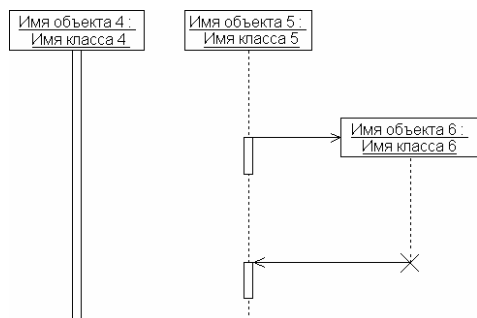 Имя объекта 4 :
Имя класса 4
Имя объекта 5 :
Имя класса 5
Имя объекта 6 :
Имя класса 6